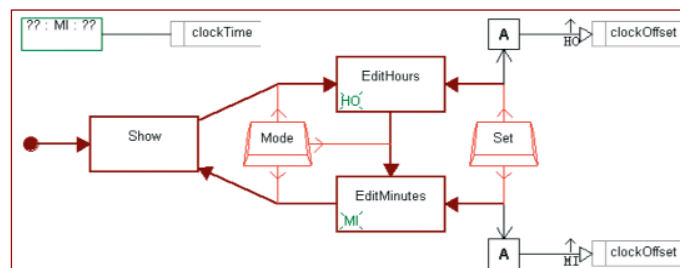 ?? : MI : ??
clockTime
A
HO
clockOffset
EditHours
HO
Show
Mode
Set
EditMinutes
MI
A
MI
clockOffset